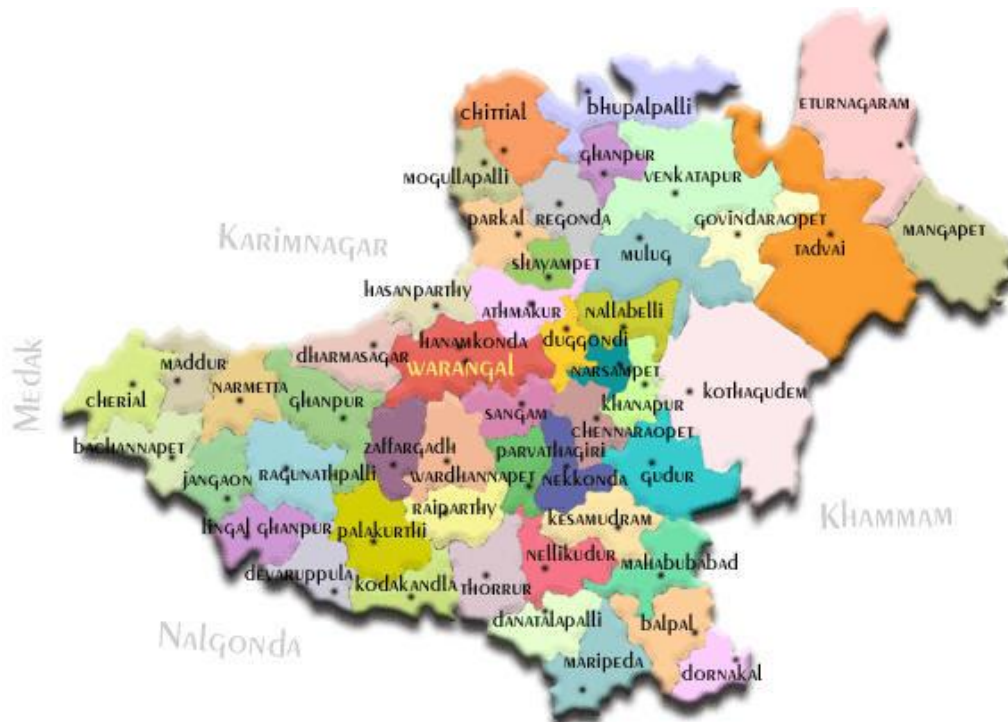 ETURNAGARAM
CHITTIAL
bhupalpalli
GHANPUR
MOGULLAPALLI
VENKATAPUR
PARKAL
REGONDA
GOVINDARAOPET
MANGAPET
KARIMNAGAR
TADVAI
MULUG
SHAYAMPET
HASANPARTHY
ATHMAKUR
NALLABELLI
HANAMKONDA
DUGGONDI
DHARMASAGAR
WARANGAL
NARSAMPET
MADDUR
MEDAK
CHERIAL
NARMETTA
GHANPUR
KHANAPUR
KOTHAGUDEM
SANGAM
CHENNARAOPET
BACHANNAPET
ZAFFARGADH
PARVATHAGIRI
JANGAON
RAGUNATHPALLI
WARDHANNAPET
NEKKONDA
GUDUR
RAIPARTHY
KHAMMAM
LINGAL GHANPUR
PALAKURTHI
KESAMUDRAM
NELLIKUDUR
MAHABUBABAD
DEVARUPPULA
KODAKANDLA
THORRUR
NALGONDA
DANATALAPALLI
BALPAL
MARIPEDA
DORNAKAL